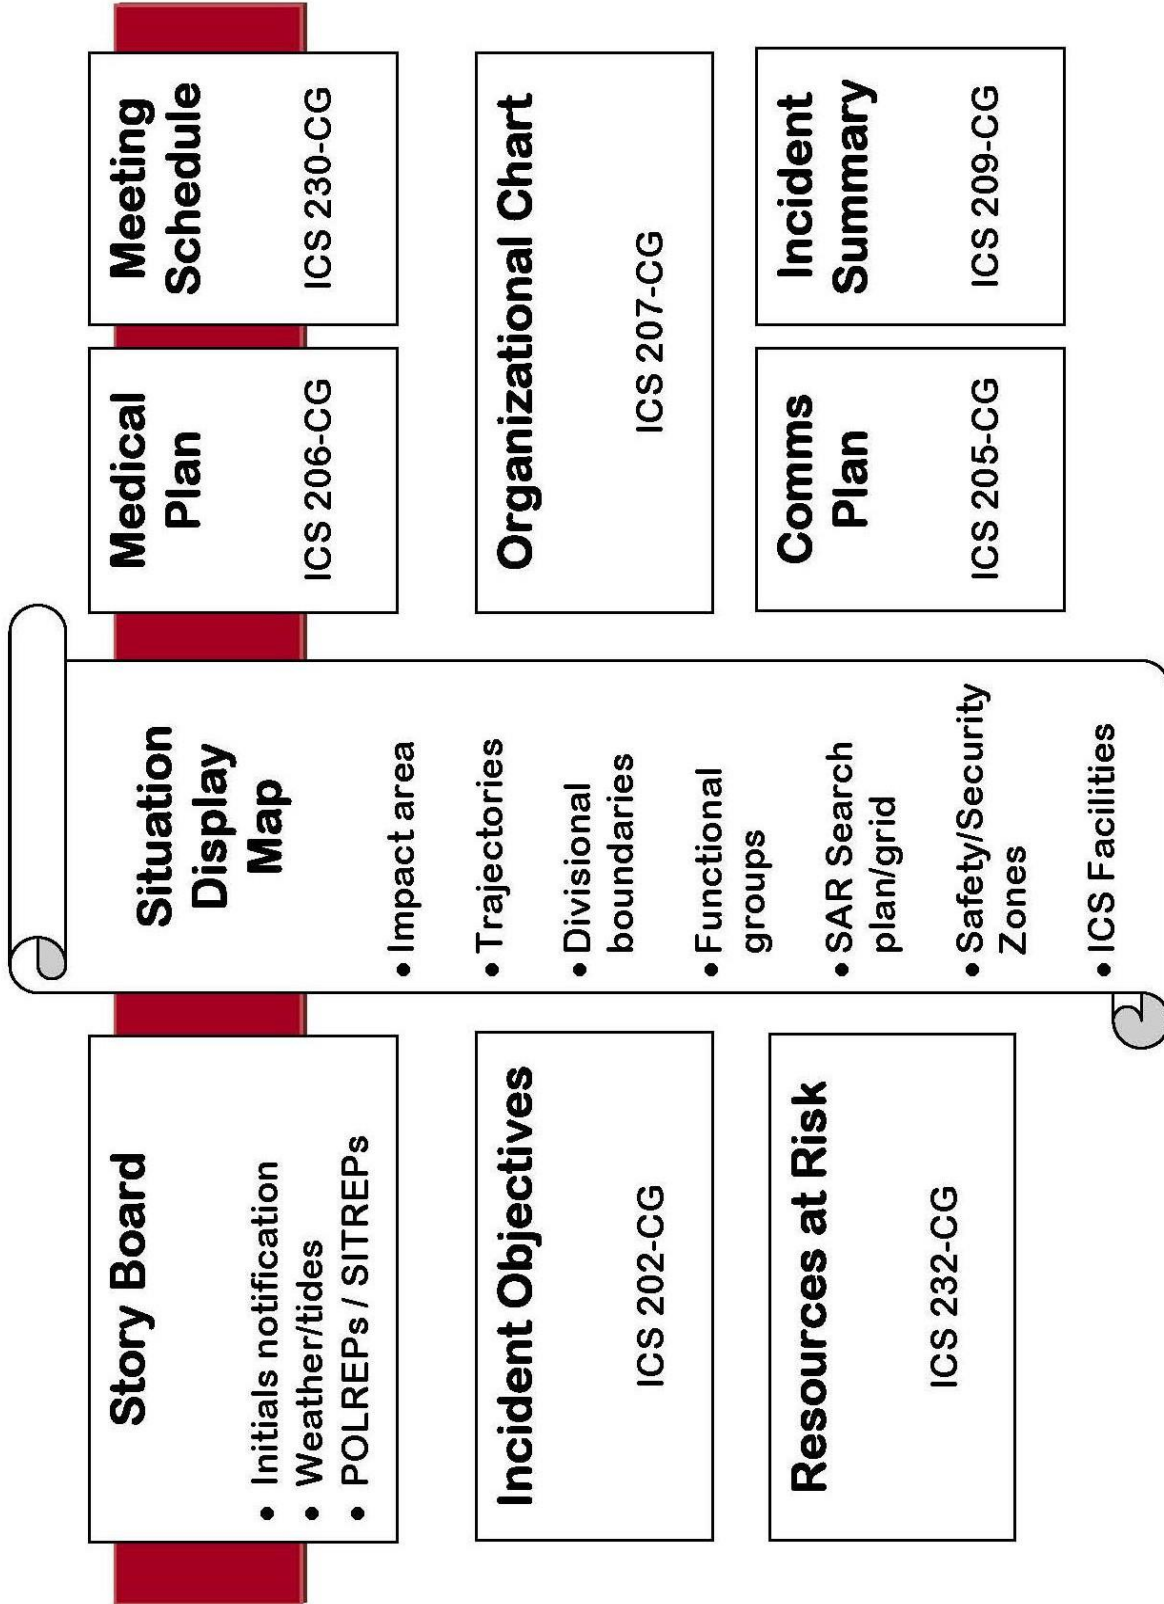 Story Board
• Initials notification
• Weather/tides
• POLREPs / SITREPs
Incident Objectives
ICS 202-CG
Resources at Risk
ICS 232-CG
Situation
Display
Map
• Impact area
• Trajectories
• Divisional
boundaries
• Functional
groups
• SAR Search
plan/grid
• Safety/Security
Zones
• ICS Facilities
Medical
Plan
ICS 206-CG
Meeting
Schedule
ICS 230-CG
Organizational Chart
ICS 207-CG
Comms
Plan
ICS 205-CG
Incident
Summary
ICS 209-CG